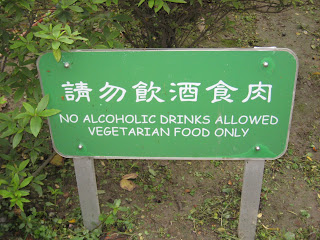 請勿飲酒食肉
NO ALCOHOLIC DRINKS ALLOWED
VEGETARIAN FOOD ONLY